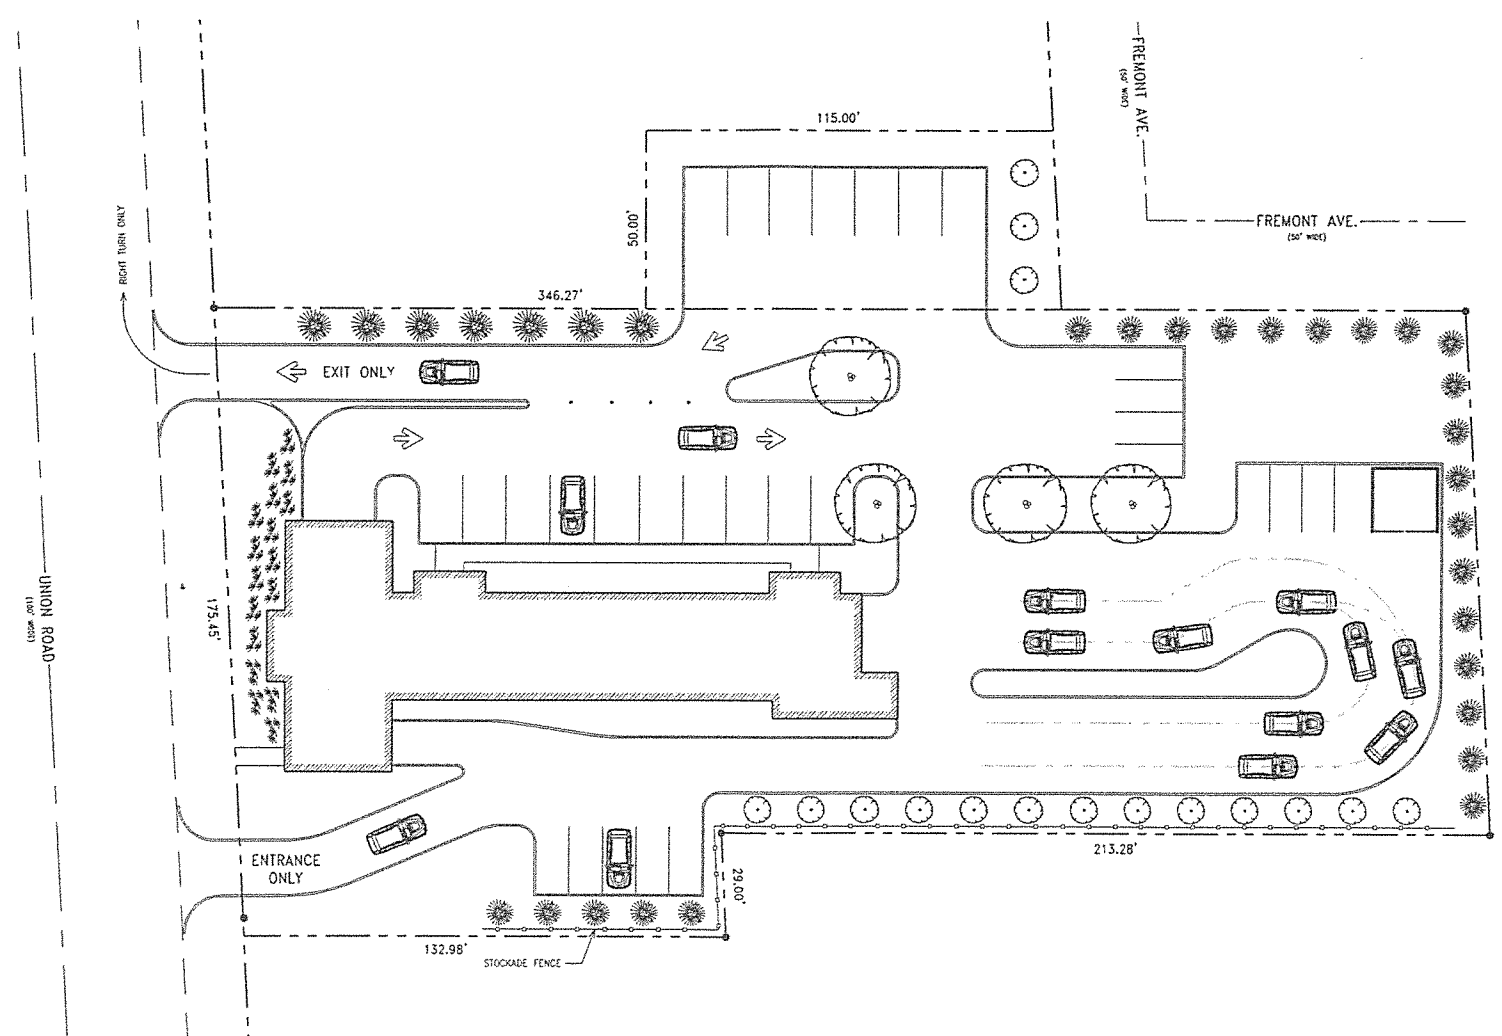 FREMONT AVE.
(50' WIDE)
115.00'
FREMONT AVE.
(50' WIDE)
50.00'
RIGHT TURN ONLY
346.27'
EXIT ONLY
UNION ROAD
(100' WIDE)
175.45'
ENTRANCE
ONLY
213.28'
29.00'
132.98'
STOCKADE FENCE